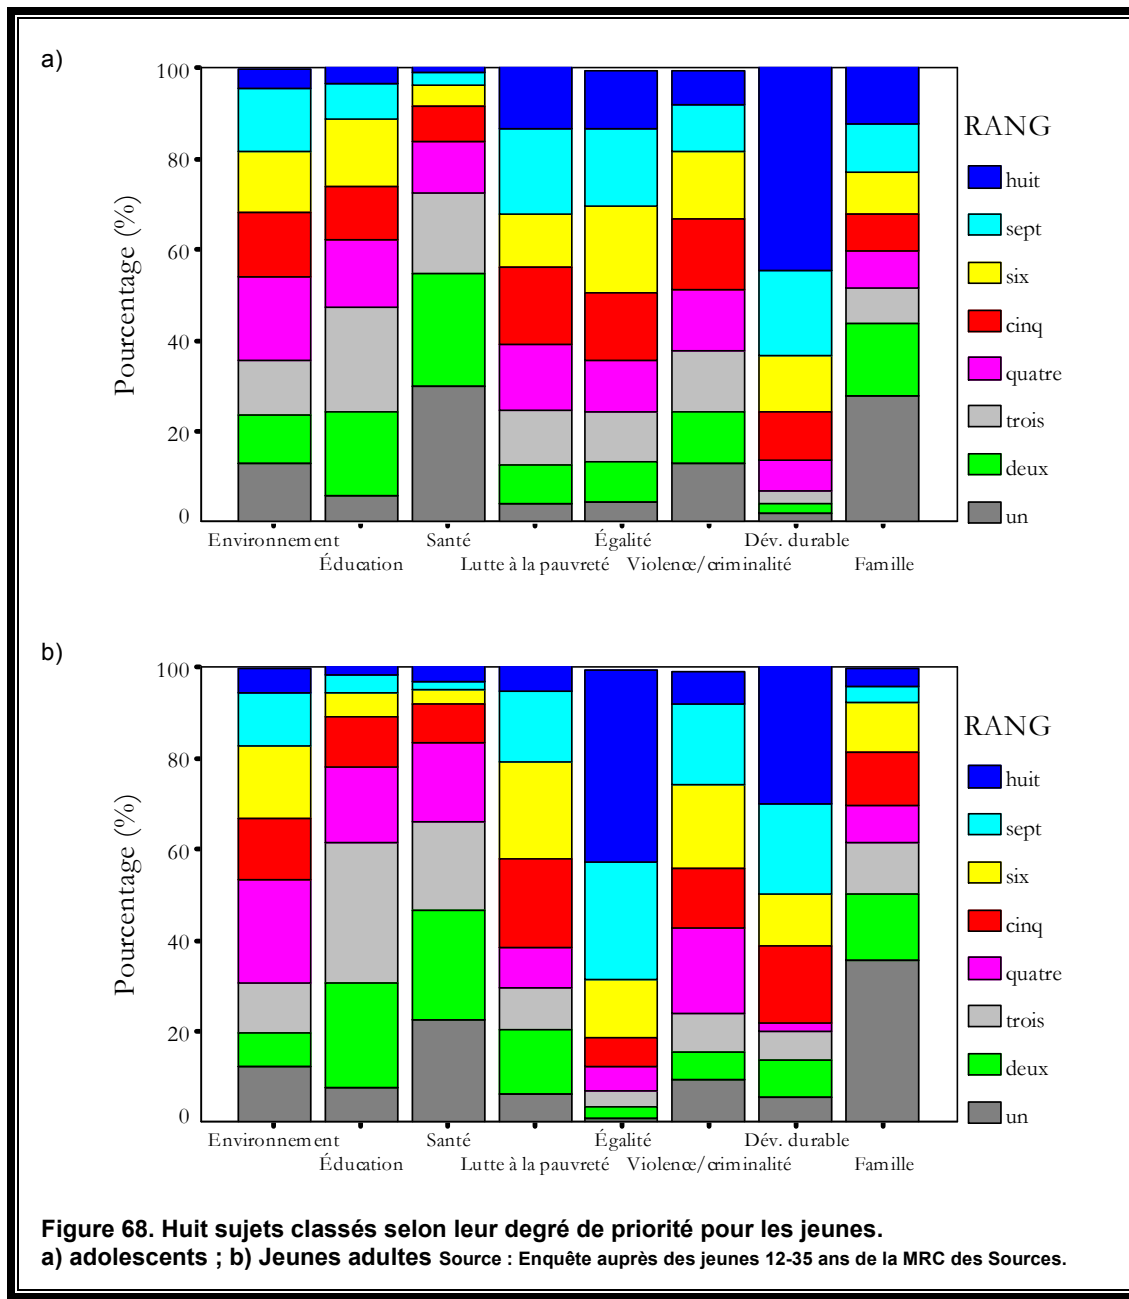 a)
100
80
60
40
20
0
Pourcentage (%)
Environnement
Éducation
Santé
Lutte à la pauvreté
Égalité
Violence/criminalité
Dév. durable
Famille
RANG
huit
sept
six
cinq
quatre
trois
deux
un
b)
100
80
60
40
20
0
Pourcentage (%)
Environnement
Éducation
Santé
Lutte à la pauvreté
Égalité
Violence/criminalité
Dév. durable
Famille
RANG
huit
sept
six
cinq
quatre
trois
deux
un
Figure 68. Huit sujets classés selon leur degré de priorité pour les jeunes.
a) adolescents ; b) Jeunes adultes Source : Enquête auprès des jeunes 12-35 ans de la MRC des Sources.